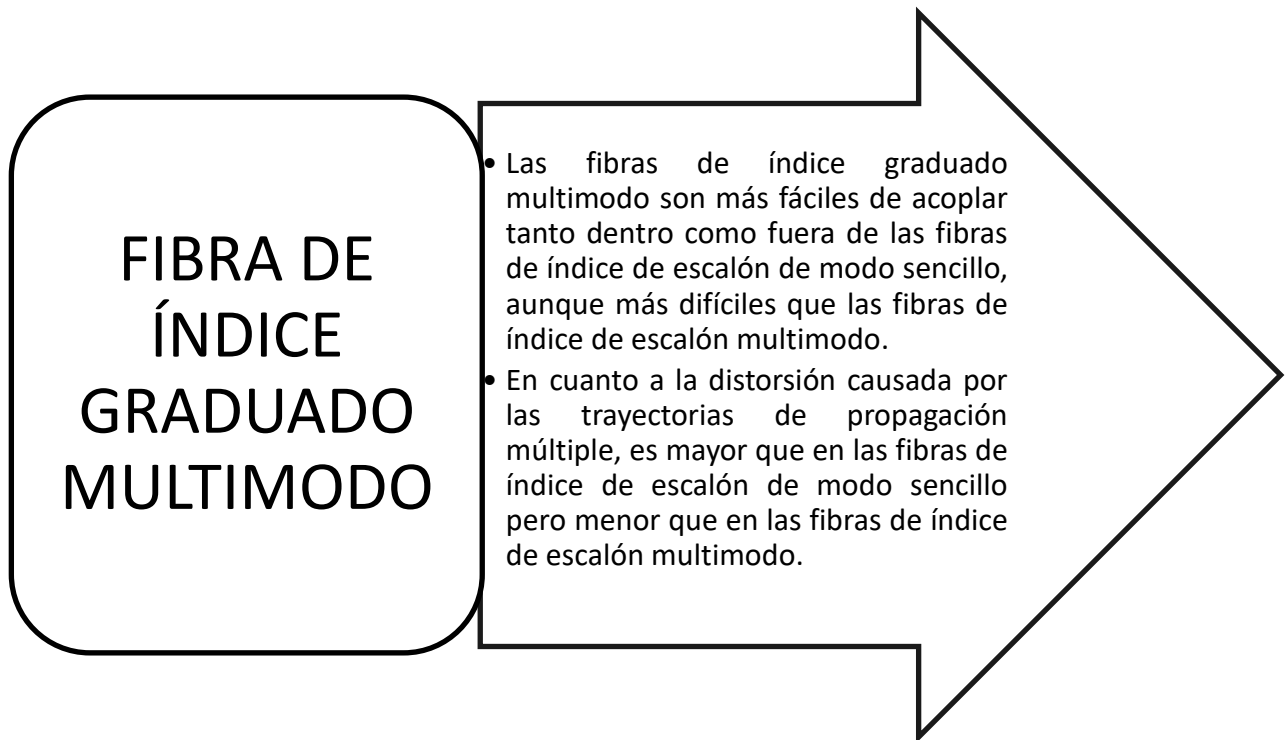 FIBRA DE
ÍNDICE
GRADUADO
MULTIMODO
• Las fibras de índice graduado
multimodo son más fáciles de acoplar
tanto dentro como fuera de las fibras
de índice de escalón de modo sencillo,
aunque más difíciles que las fibras de
índice de escalón multimodo.
• En cuanto a la distorsión causada por
las trayectorias de propagación
múltiple, es mayor que en las fibras de
índice de escalón de modo sencillo
pero menor que en las fibras de índice
de escalón multimodo.